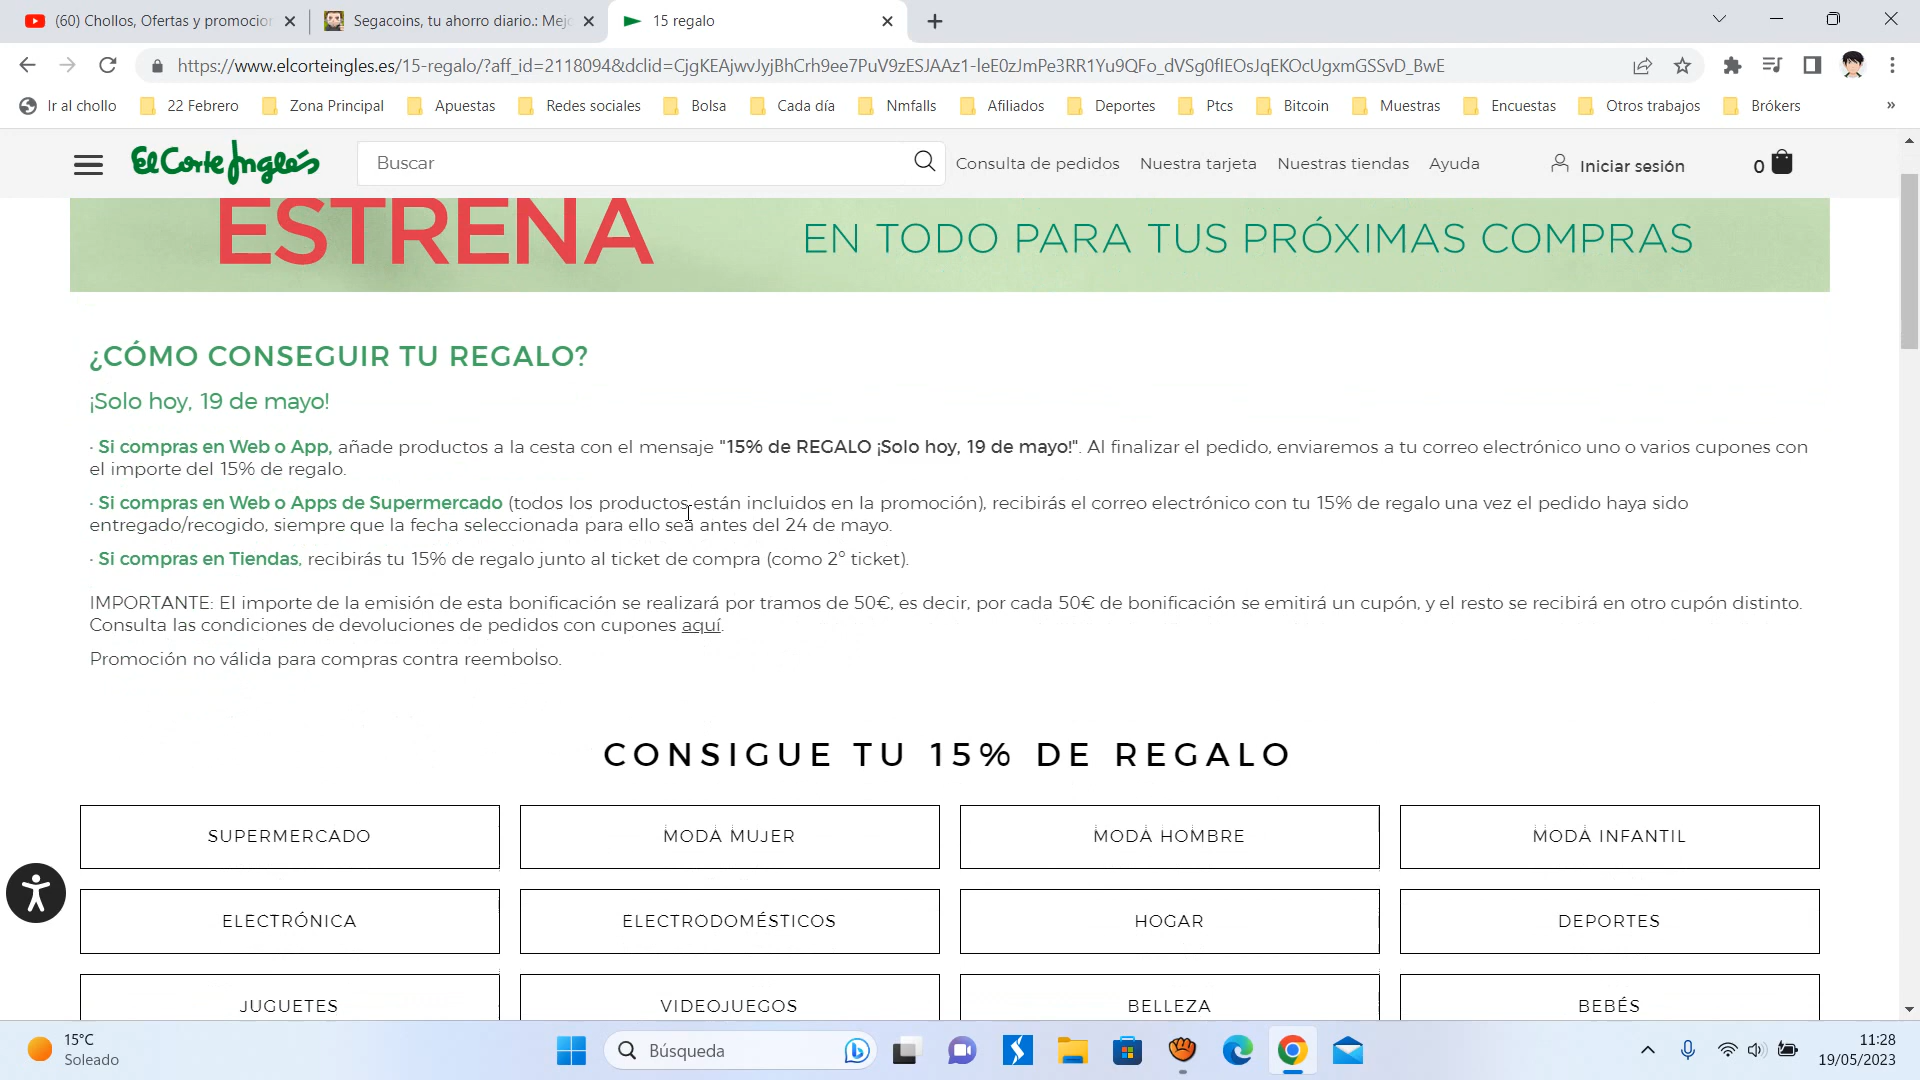 (60) Chollos, Ofertas y promocion
Segacoins, tu ahorro diario.: Mejo
15 regalo
https://www.elcorteingles.es/15-regalo/?aff_id=2118094&dclid=CjgKEAjwvJyjBhCrh9ee7PuV9zESJAAz1-IeE0zJmPe3RR1Yu9QFo_dVSg0fIEOsJqEKOcUgxmGSSvD_BwE
Ir al chollo
22 Febrero
Zona Principal
Apuestas
Redes sociales
Bolsa
Cada día
Nmfalls
Afiliados
Deportes
Ptcs
Bitcoin
Muestras
Encuestas
Otros trabajos
Brókers
»
El Corte Inglés
Buscar
Consulta de pedidos
Nuestra tarjeta
Nuestras tiendas
Ayuda
Iniciar sesión
0
ESTRENA
EN TODO PARA TUS PRÓXIMAS COMPRAS
¿CÓMO CONSEGUIR TU REGALO?
¡Solo hoy, 19 de mayo!
· Si compras en Web o App, añade productos a la cesta con el mensaje "15% de REGALO ¡Solo hoy, 19 de mayo!". Al finalizar el pedido, enviaremos a tu correo electrónico uno o varios cupones con
el importe del 15% de regalo.
· Si compras en Web o Apps de Supermercado (todos los productos están incluidos en la promoción), recibirás el correo electrónico con tu 15% de regalo una vez el pedido haya sido
entregado/recogido, siempre que la fecha seleccionada para ello sea antes del 24 de mayo.
· Si compras en Tiendas, recibirás tu 15% de regalo junto al ticket de compra (como 2º ticket).
IMPORTANTE: El importe de la emisión de esta bonificación se realizará por tramos de 50€, es decir, por cada 50€ de bonificación se emitirá un cupón, y el resto se recibirá en otro cupón distinto.
Consulta las condiciones de devoluciones de pedidos con cupones aquí.
Promoción no válida para compras contra reembolso.
CONSIGUE TU 15% DE REGALO
SUPERMERCADO
MODA MUJER
MODA HOMBRE
MODA INFANTIL
ELECTRÓNICA
ELECTRODOMÉSTICOS
HOGAR
DEPORTES
JUGUETES
VIDEOJUEGOS
BELLEZA
BEBÉS
15°C
Soleado
Búsqueda
11:28
19/05/2023